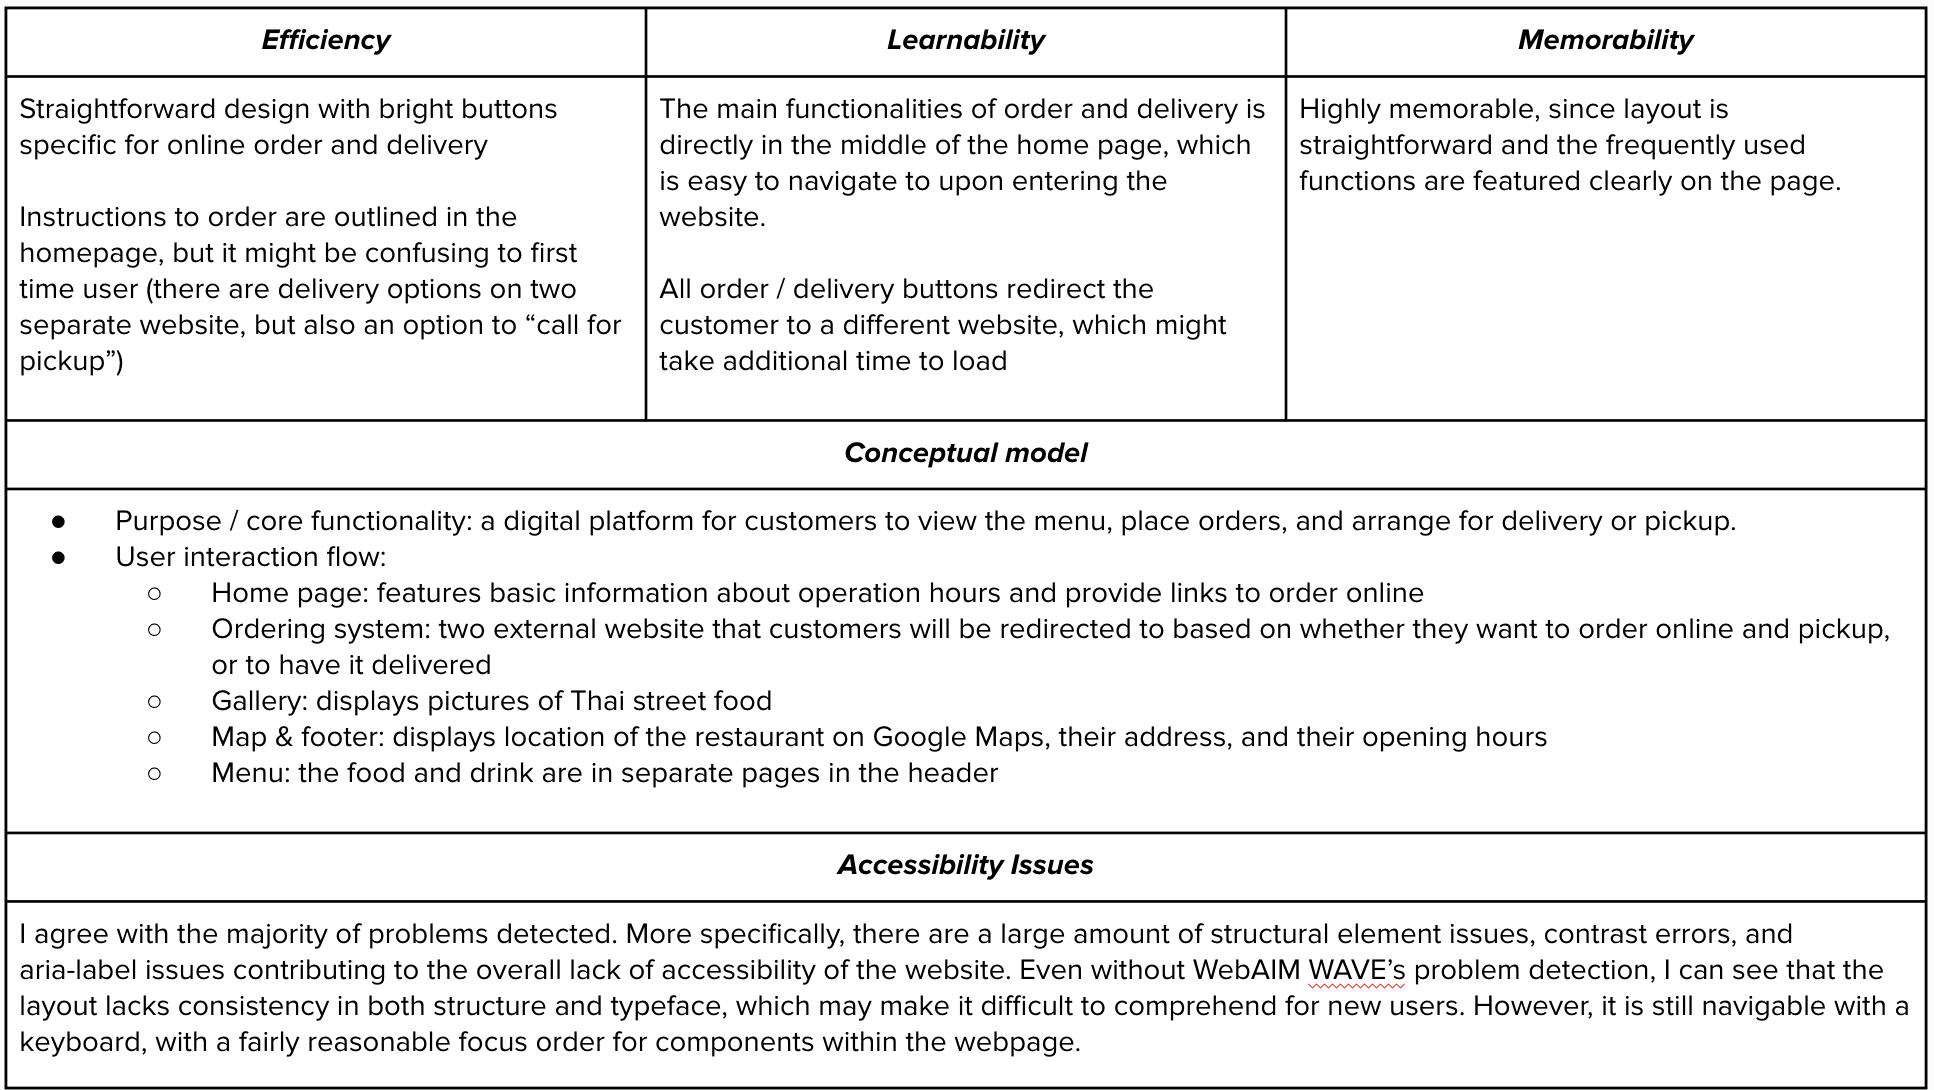 Efficiency
Learnability
Memorability
Straightforward design with bright buttons
specific for online order and delivery
Instructions to order are outlined in the
homepage, but it might be confusing to first
time user (there are delivery options on two
separate website, but also an option to “call for
pickup”)
The main functionalities of order and delivery is
directly in the middle of the home page, which
is easy to navigate to upon entering the
website.
All order / delivery buttons redirect the
customer to a different website, which might
take additional time to load
Highly memorable, since layout is
straightforward and the frequently used
functions are featured clearly on the page.
Conceptual model
● Purpose / core functionality: a digital platform for customers to view the menu, place orders, and arrange for delivery or pickup.
● User interaction flow:
○ Home page: features basic information about operation hours and provide links to order online
○ Ordering system: two external website that customers will be redirected to based on whether they want to order online and pickup,
or to have it delivered
○ Gallery: displays pictures of Thai street food
○ Map & footer: displays location of the restaurant on Google Maps, their address, and their opening hours
○ Menu: the food and drink are in separate pages in the header
Accessibility Issues
I agree with the majority of problems detected. More specifically, there are a large amount of structural element issues, contrast errors, and
aria-label issues contributing to the overall lack of accessibility of the website. Even without WebAIM WAVE’s problem detection, I can see that the
layout lacks consistency in both structure and typeface, which may make it difficult to comprehend for new users. However, it is still navigable with a
keyboard, with a fairly reasonable focus order for components within the webpage.